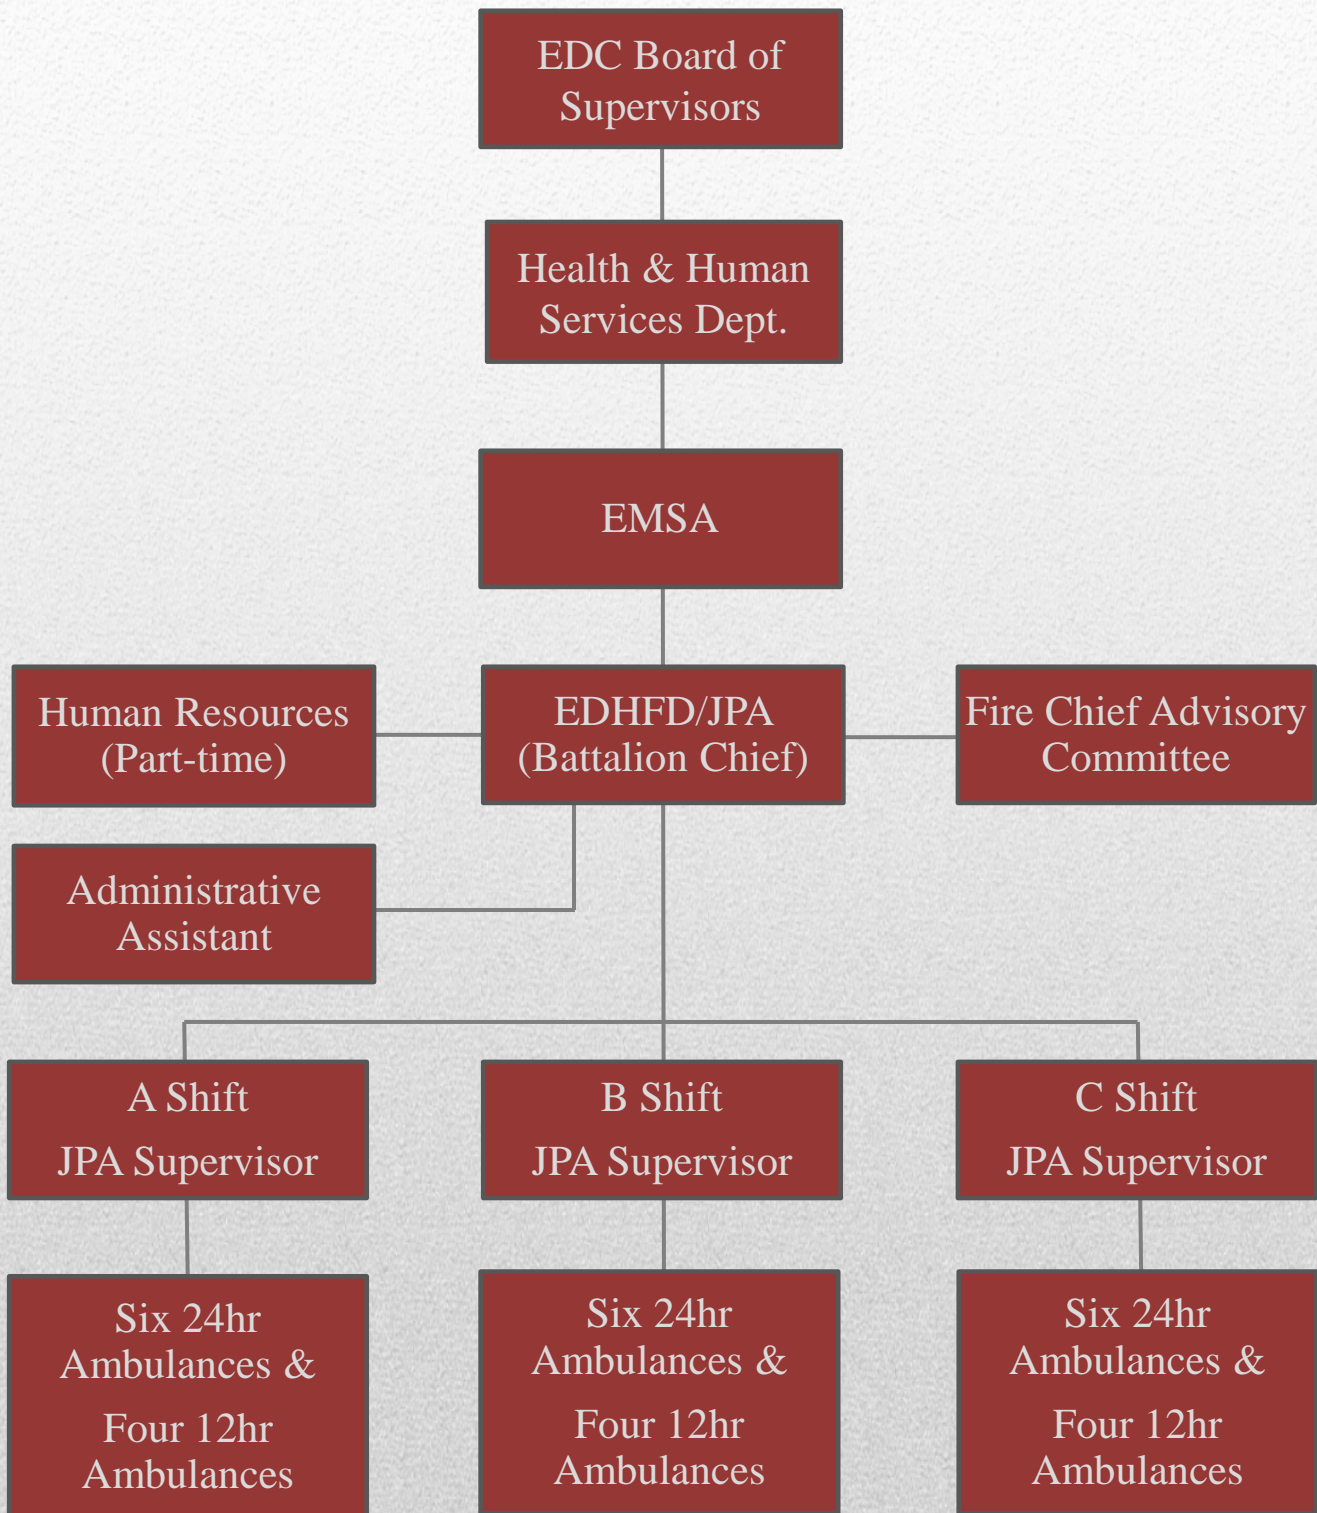 EDC Board of
Supervisors
Health & Human
Services Dept.
EMSA
Human Resources
(Part-time)
EDHFD/JPA
(Battalion Chief)
Fire Chief Advisory
Committee
Administrative
Assistant
A Shift
JPA Supervisor
B Shift
JPA Supervisor
C Shift
JPA Supervisor
Six 24hr
Ambulances &
Four 12hr
Ambulances
Six 24hr
Ambulances &
Four 12hr
Ambulances
Six 24hr
Ambulances &
Four 12hr
Ambulances